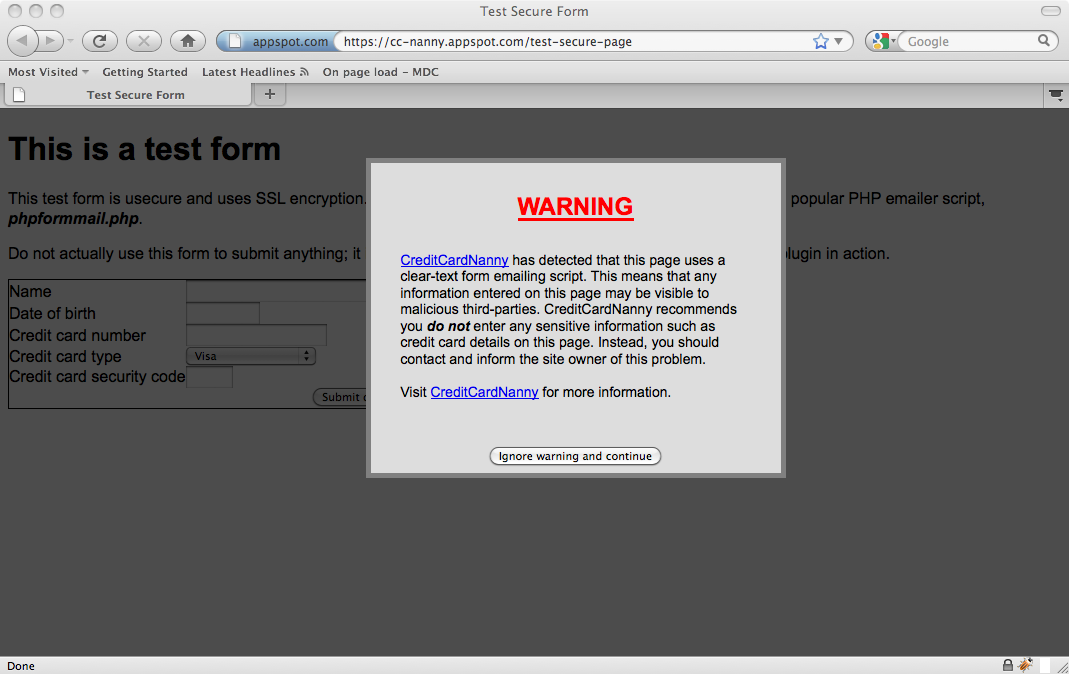 Test Secure Form
appspot.com https://cc-nanny.appspot.com/test-secure-page Google
Most Visited Getting Started Latest Headlines On page load – MDC
Test Secure Form
This is a test form
This test form is usecure and uses SSL encryption. popular PHP emailer script,
phpformmail.php.
Do not actually use this form to submit anything; it plugin in action.
Name
Date of birth
Credit card number
Credit card type Visa
Credit card security code
Submit
WARNING
CreditCardNanny has detected that this page uses a
clear-text form emailing script. This means that any
information entered on this page may be visible to
malicious third-parties. CreditCardNanny recommends
you do not enter any sensitive information such as
credit card details on this page. Instead, you should
contact and inform the site owner of this problem.
Visit CreditCardNanny for more information.
Ignore warning and continue
Done